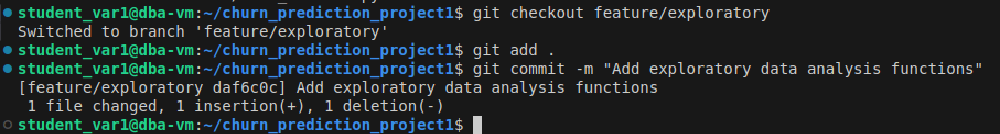 student_var1@dba-vm:~/churn_prediction_project1$ git checkout feature/exploratory
Switched to branch 'feature/exploratory'
student_var1@dba-vm:~/churn_prediction_project1$ git add .
student_var1@dba-vm:~/churn_prediction_project1$ git commit -m "Add exploratory data analysis functions"
[feature/exploratory daf6c0c] Add exploratory data analysis functions
 1 file changed, 1 insertion(+), 1 deletion(-)
student_var1@dba-vm:~/churn_prediction_project1$